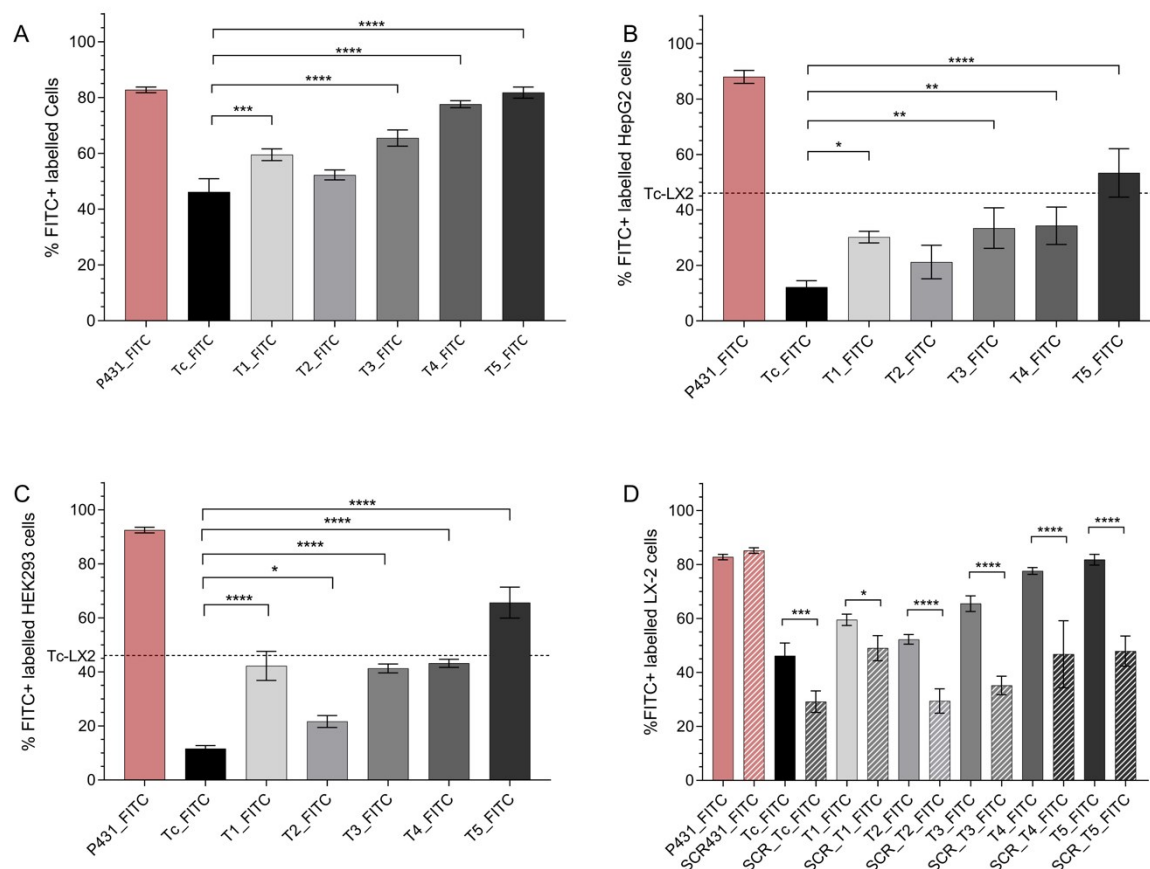 A
% FITC+ labelled Cells
100
80
60
40
20
0
****
****
****
***
P431_FITC
Tc_FITC
T1_FITC
T2_FITC
T3_FITC
T4_FITC
T5_FITC
B
% FITC+ labelled HepG2 cells
100
80
60
40
20
0
Tc-LX2
****
**
**
*
P431_FITC
Tc_FITC
T1_FITC
T2_FITC
T3_FITC
T4_FITC
T5_FITC
C
% FITC+ labelled HEK293 cells
100
80
60
40
20
0
Tc-LX2
****
****
****
*
****
P431_FITC
Tc_FITC
T1_FITC
T2_FITC
T3_FITC
T4_FITC
T5_FITC
D
%FITC+ labelled LX-2 cells
100
80
60
40
20
0
***
*
****
****
****
****
P431_FITC
SCR431_FITC
Tc_FITC
SCR_Tc_FITC
T1_FITC
SCR_T1_FITC
T2_FITC
SCR_T2_FITC
T3_FITC
SCR_T3_FITC
T4_FITC
SCR_T4_FITC
T5_FITC
SCR_T5_FITC